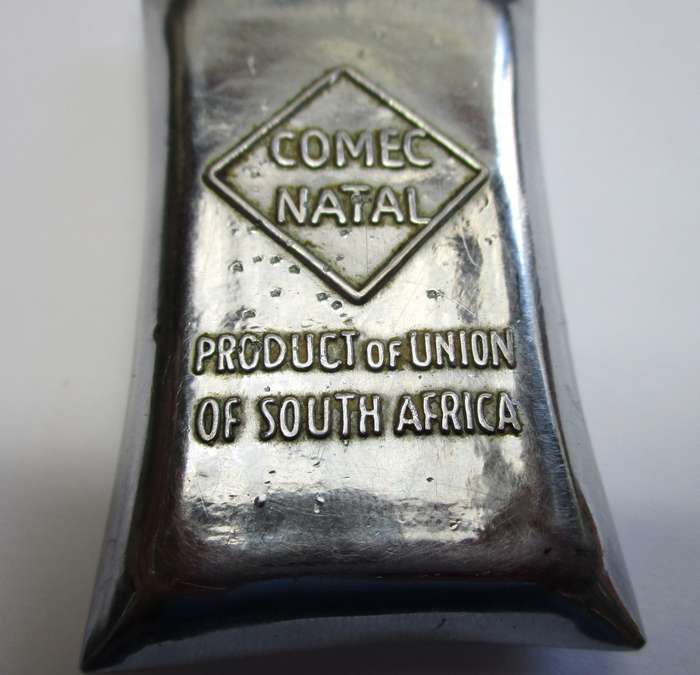 COMEC
NATAL
PRODUCT OF UNION
OF SOUTH AFRICA